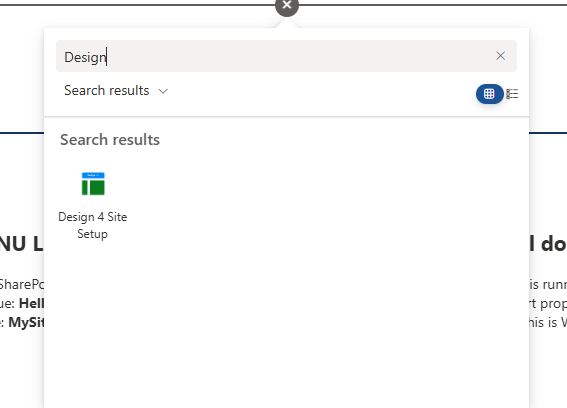 Design
Search results
Search results
Design 4 Site
Setup
NU L
l do
SharePo
is runn
ue: Hell
rt prop
e: MySit
his is W